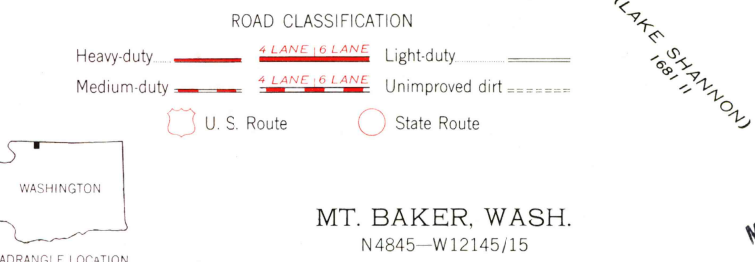 ROAD CLASSIFICATION
Heavy-duty 4 LANE 6 LANE Light-duty
Medium-duty 4 LANE 6 LANE Unimproved dirt
U. S. Route State Route
(LAKE SHANNON)
1681 II
WASHINGTON
MT. BAKER, WASH.
N4845—W12145/15